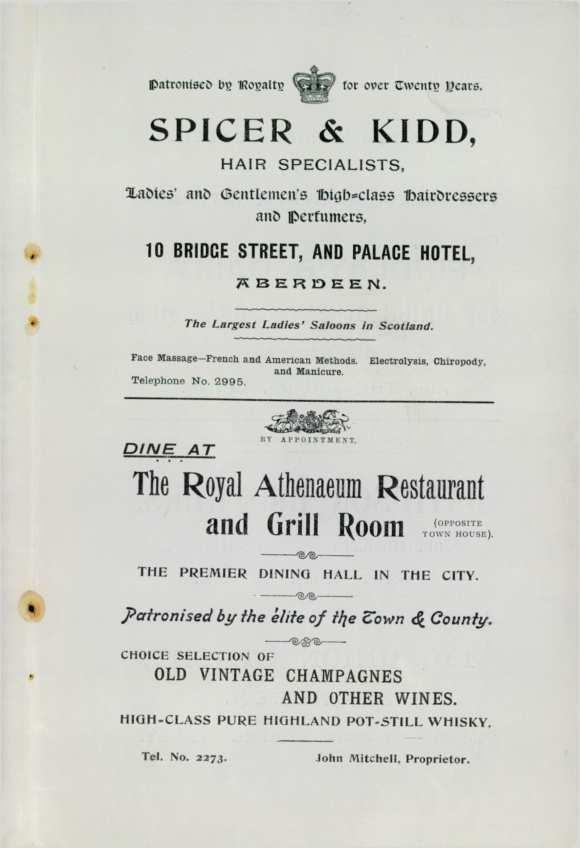 Patronised by Royalty for over Twenty Years.
SPICER & KIDD,
HAIR SPECIALISTS,
Ladies' and Gentlemen's High-class Hairdressers
and Perfumers,
10 BRIDGE STREET, AND PALACE HOTEL,
ABERDEEN.
The Largest Ladies' Saloons in Scotland.
Face Massage—French and American Methods. Electrolysis, Chiropody,
and Manicure.
Telephone No. 2995.
BY APPOINTMENT.
DINE AT
The Royal Athenaeum Restaurant
and Grill Room (OPPOSITE
TOWN HOUSE).
THE PREMIER DINING HALL IN THE CITY.
Patronised by the élite of the Town & County.
CHOICE SELECTION OF
OLD VINTAGE CHAMPAGNES
AND OTHER WINES.
HIGH-CLASS PURE HIGHLAND POT-STILL WHISKY.
Tel. No. 2273. John Mitchell, Proprietor.